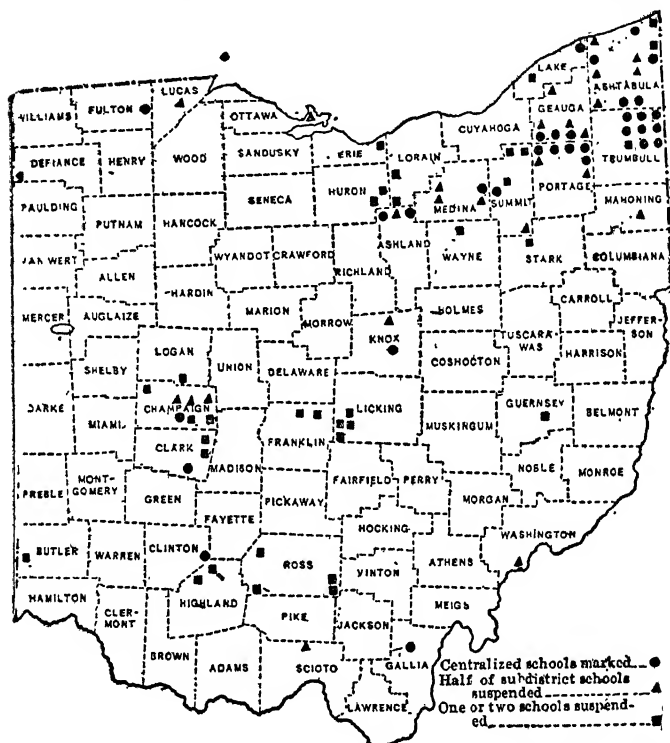 LUCAS
WILLIAMS
FULTON
OTTAWA
LAKE
ASHTABULA
GEAUGA
CUYAHOGA
DEFIANCE
HENRY
WOOD
SANDUSKY
ERIE
LORAIN
TRUMBULL
PAULDING
PUTNAM
HANCOCK
SENECA
HURON
MEDINA
SUMMIT
PORTAGE
MAHONING
VAN WERT
ALLEN
WYANDOT
CRAWFORD
RICHLAND
ASHLAND
WAYNE
STARK
COLUMBIANA
MERCER
AUGLAIZE
HARDIN
MARION
MORROW
HOLMES
CARROLL
TUSCARA-
WAS
JEFFER-
SON
SHELBY
LOGAN
UNION
DELAWARE
KNOX
COSHOCTON
HARRISON
DARKE
MIAMI
CHAMPAIGN
LICKING
MUSKINGUM
GUERNSEY
BELMONT
CLARK
MADISON
FRANKLIN
PREBLE
MONT-
GOMERY
GREEN
FAYETTE
PICKAWAY
FAIRFIELD
PERRY
MORGAN
NOBLE
MONROE
BUTLER
WARREN
CLINTON
ROSS
HOCKING
VINTON
ATHENS
WASHINGTON
HAMILTON
CLER-
MONT
HIGHLAND
PIKE
JACKSON
MEIGS
BROWN
ADAMS
SCIOTO
GALLIA
LAWRENCE
Centralized schools marked
Half of subdistrict schools
suspended
One or two schools suspend-
ed